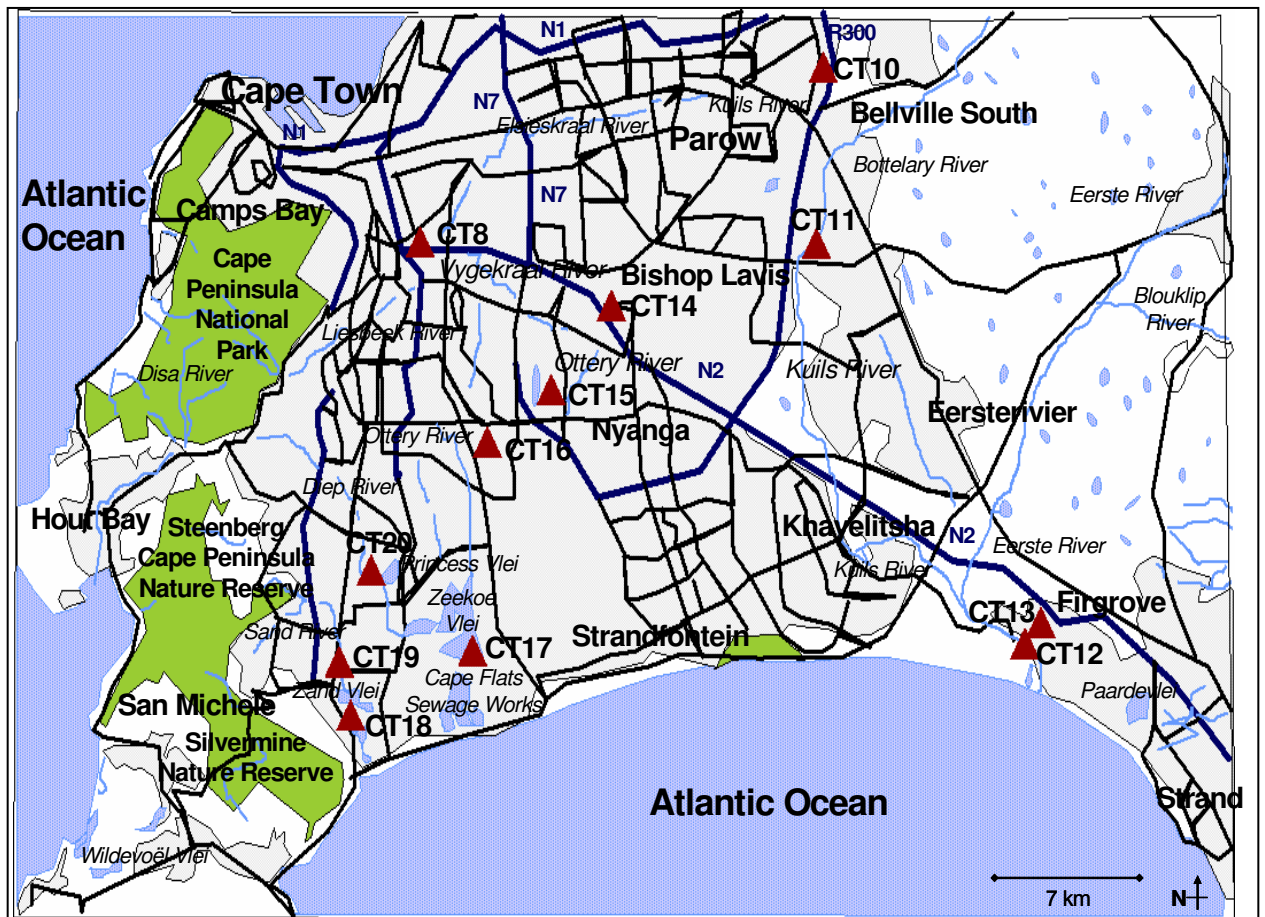 N1
R300
CT10
Cape Town
N7
Kuils River
Bellville South
N1
Elsieskraal River
Parow
Bottelary River
Atlantic
Ocean
N7
Eerste River
Camps Bay
CT11
CT8
Cape
Peninsula
National
Park
Vygekraal River
Bishop Lavis
CT14
Blouklip
River
Liesbeek River
Disa River
Ottery River
N2
Kuils River
CT15
Eersterivier
Nyanga
Ottery River
CT16
Diep River
Hout Bay
Steenberg
Cape Peninsula
Nature Reserve
Khayelitsha
N2
CT20
Princess Vlei
Eerste River
Kuils River
Zeekoe
Vlei
CT13
Firgrove
Sand River
Strandfontein
CT17
CT12
CT19
Cape Flats
Sewage Works
Zand Vlei
Paardevlei
San Michele
CT18
Silvermine
Nature Reserve
Atlantic Ocean
Strand
Wildevoël Vlei
7 km
N